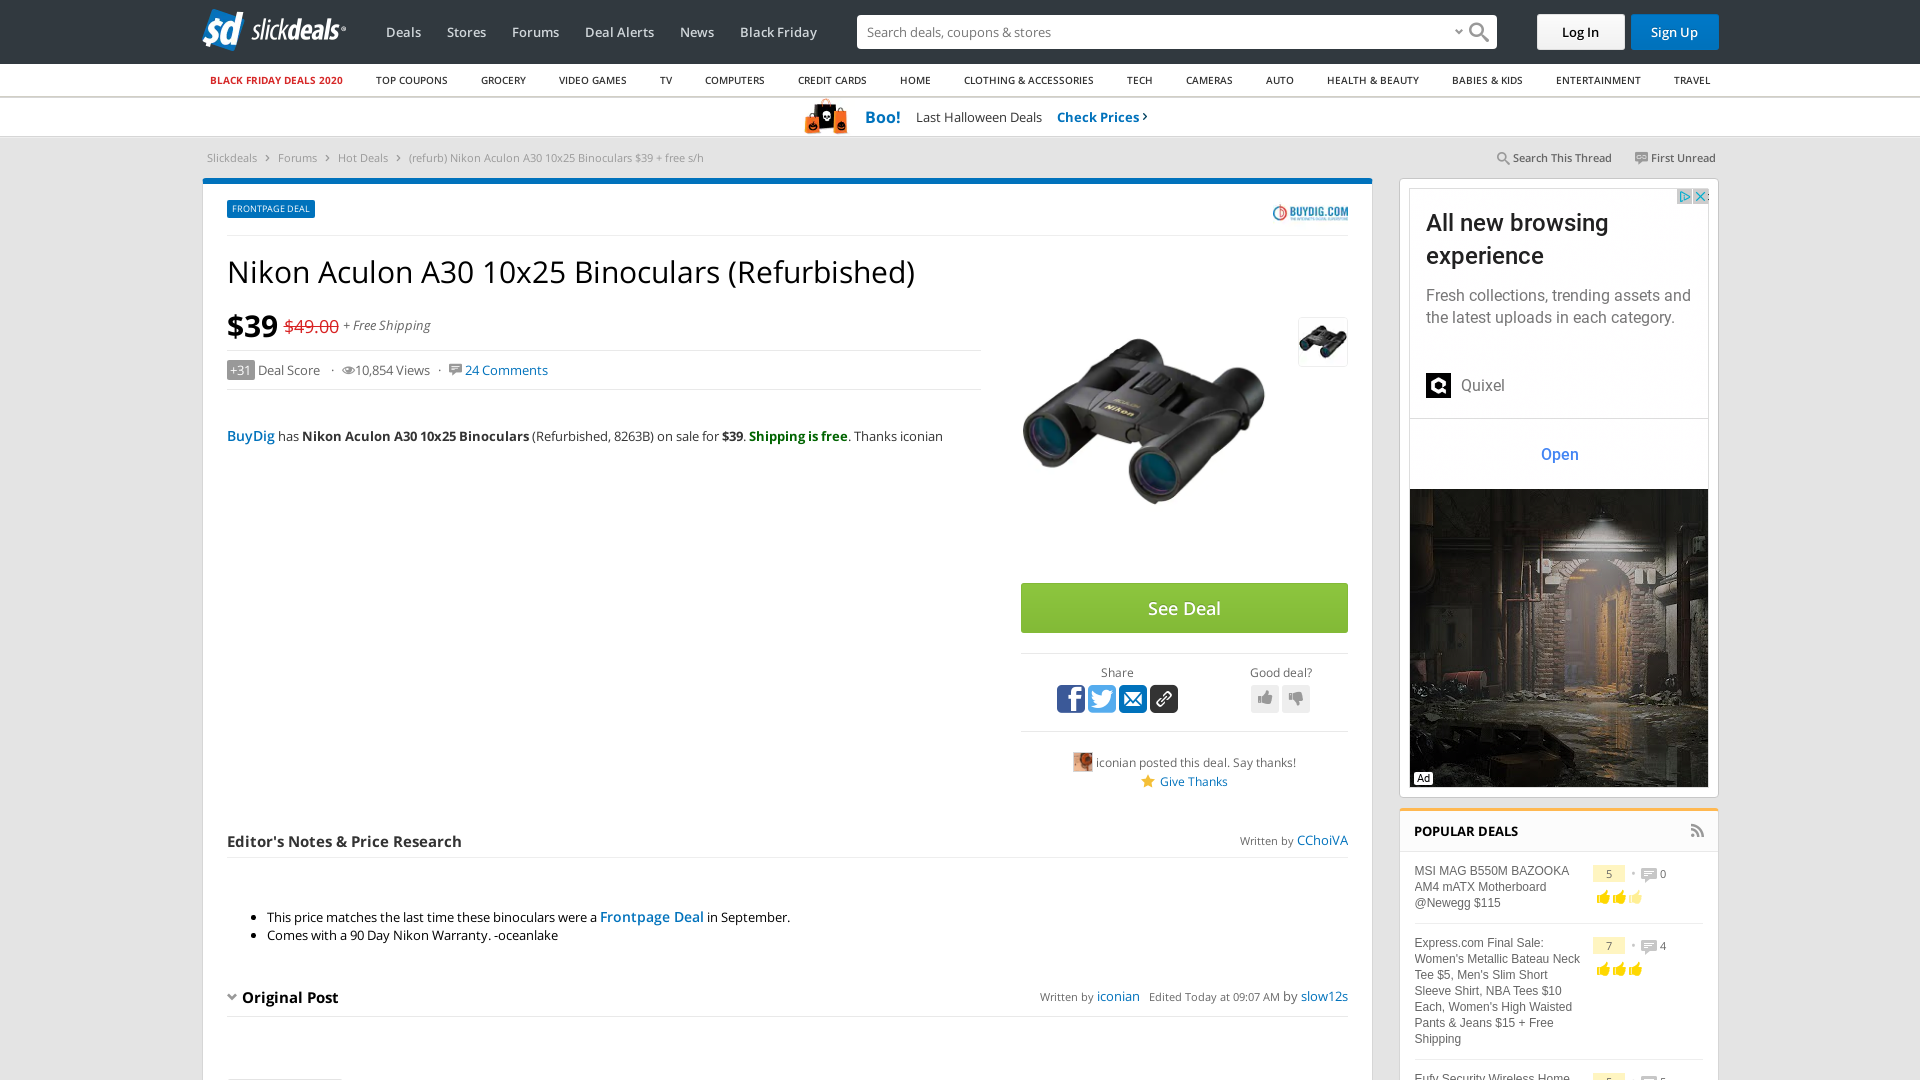 slickdeals
Deals
Stores
Forums
Deal Alerts
News
Black Friday
Search deals, coupons & stores
Log In
Sign Up
BLACK FRIDAY DEALS 2020
TOP COUPONS
GROCERY
VIDEO GAMES
TV
COMPUTERS
CREDIT CARDS
HOME
CLOTHING & ACCESSORIES
TECH
CAMERAS
AUTO
HEALTH & BEAUTY
BABIES & KIDS
ENTERTAINMENT
TRAVEL
Boo! Last Halloween Deals Check Prices
Slickdeals > Forums > Hot Deals > (refurb) Nikon Aculon A30 10x25 Binoculars $39 + free s/h
Search This Thread
First Unread
FRONTPAGE DEAL
BUYDIG.COM
Nikon Aculon A30 10x25 Binoculars (Refurbished)
$39 $49.00 + Free Shipping
+31 Deal Score · 10,854 Views · 24 Comments
BuyDig has Nikon Aculon A30 10x25 Binoculars (Refurbished, 8263B) on sale for $39. Shipping is free. Thanks iconian
Nikon
See Deal
Share
Good deal?
iconian posted this deal. Say thanks!
Give Thanks
Editor's Notes & Price Research
Written by CChoiVA
• This price matches the last time these binoculars were a Frontpage Deal in September.
• Comes with a 90 Day Nikon Warranty. -oceanlake
Original Post
Written by iconian Edited Today at 09:07 AM by slow12s
All new browsing
experience
Fresh collections, trending assets and
the latest uploads in each category.
Quixel
Open
Ad
POPULAR DEALS
MSI MAG B550M BAZOOKA
AM4 mATX Motherboard
@Newegg $115
5 • 0
Express.com Final Sale:
Women's Metallic Bateau Neck
Tee $5, Men's Slim Short
Sleeve Shirt, NBA Tees $10
Each, Women's High Waisted
Pants & Jeans $15 + Free
Shipping
7 • 4
Eufy Security Wireless Home